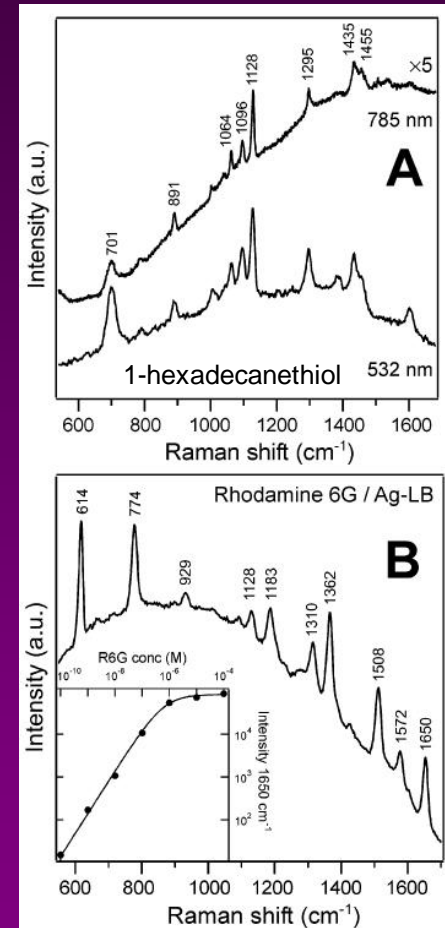 1435
1455
×5
1128
785 nm
1295
1096
1064
A
891
701
Intensity (a.u.)
1-hexadecanethiol
532 nm
600 800 1000 1200 1400 1600
Raman shift (cm⁻¹)
Rhodamine 6G / Ag-LB
614
774
B
929
1128
1183
1310
1362
1508
1572
1650
Intensity (a.u.)
R6G conc (M)
10⁻¹⁰ 10⁻⁸ 10⁻⁶ 10⁻⁴
10⁴
10³
10²
Intensity 1650 cm⁻¹
600 800 1000 1200 1400 1600
Raman shift (cm⁻¹)